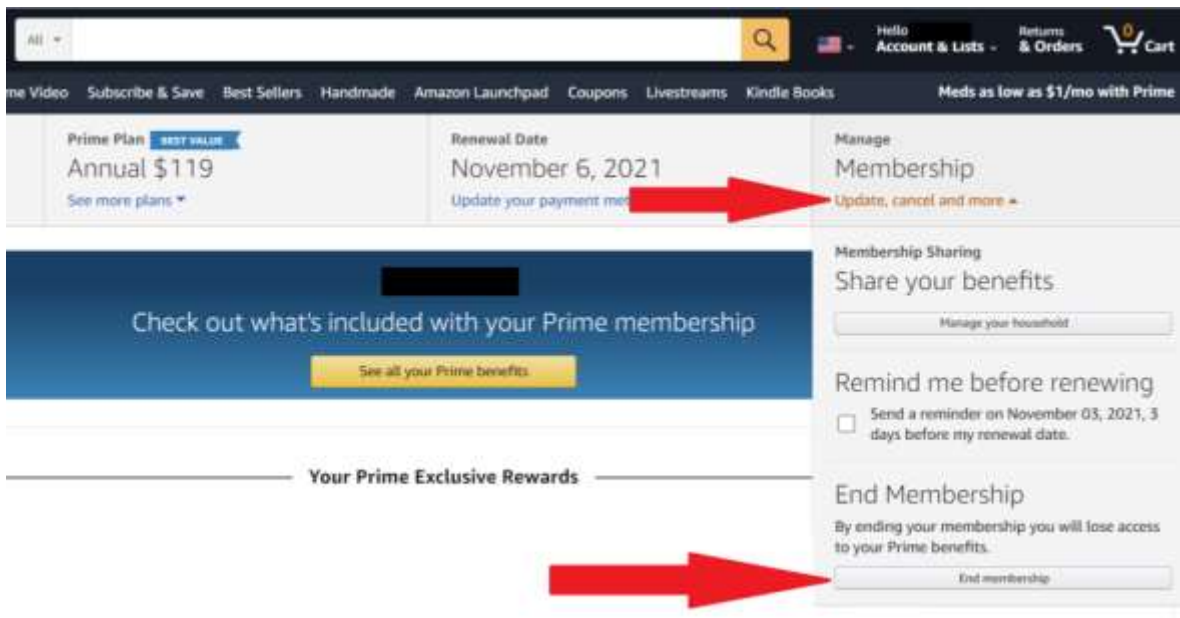 All
Hello
Account & Lists
Returns
& Orders
0
Cart
me Video Subscribe & Save Best Sellers Handmade Amazon Launchpad Coupons Livestreams Kindle Books Meds as low as $1/mo with Prime
Prime Plan BEST VALUE
Annual $119
See more plans
Renewal Date
November 6, 2021
Update your payment met
Manage
Membership
Update, cancel and more
Membership Sharing
Share your benefits
Manage your household
Check out what's included with your Prime membership
See all your Prime benefits
Remind me before renewing
Send a reminder on November 03, 2021, 3
days before my renewal date.
Your Prime Exclusive Rewards
End Membership
By ending your membership you will lose access
to your Prime benefits.
End membership